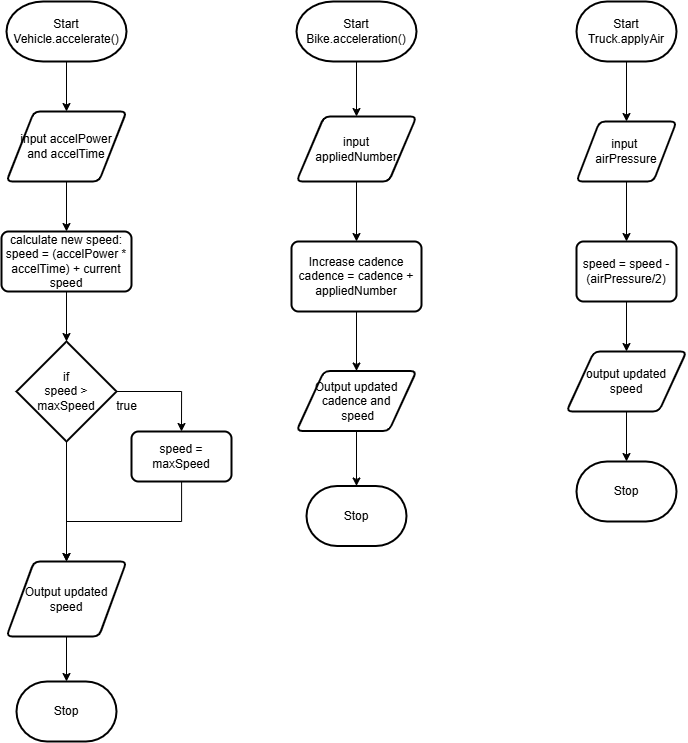 Start
Vehicle.accelerate()
input accelPower
and accelTime
calculate new speed:
speed = (accelPower *
accelTime) + current
speed
if
speed >
maxSpeed
true
speed =
maxSpeed
Output updated
speed
Stop
Start
Bike.acceleration()
input
appliedNumber
Increase cadence
cadence = cadence +
appliedNumber
Output updated
cadence and
speed
Stop
Start
Truck.applyAir
input
airPressure
speed = speed -
(airPressure/2)
output updated
speed
Stop